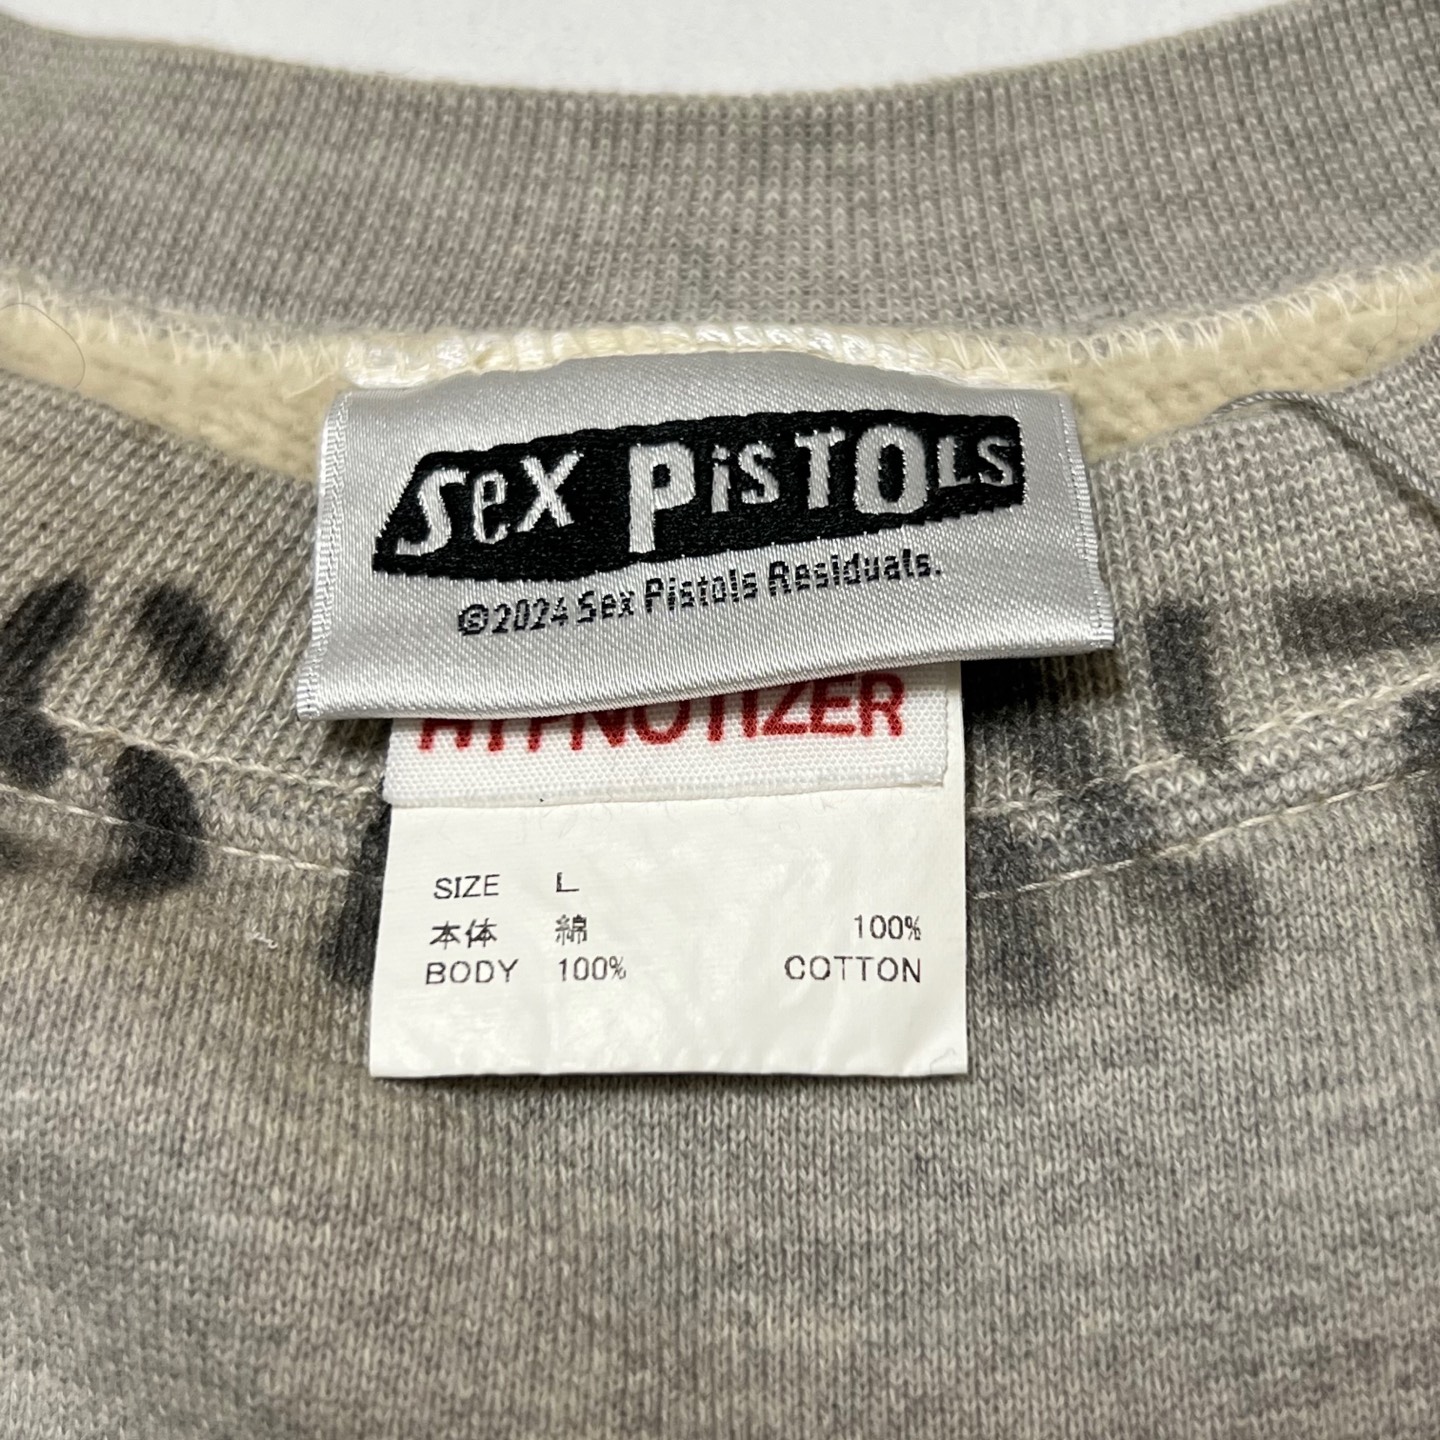 SeX PiSTOLS
©2024 Sex Pistols Residuals.
HYPNOTIZER
SIZE L
本体 綿 100%
BODY 100% COTTON